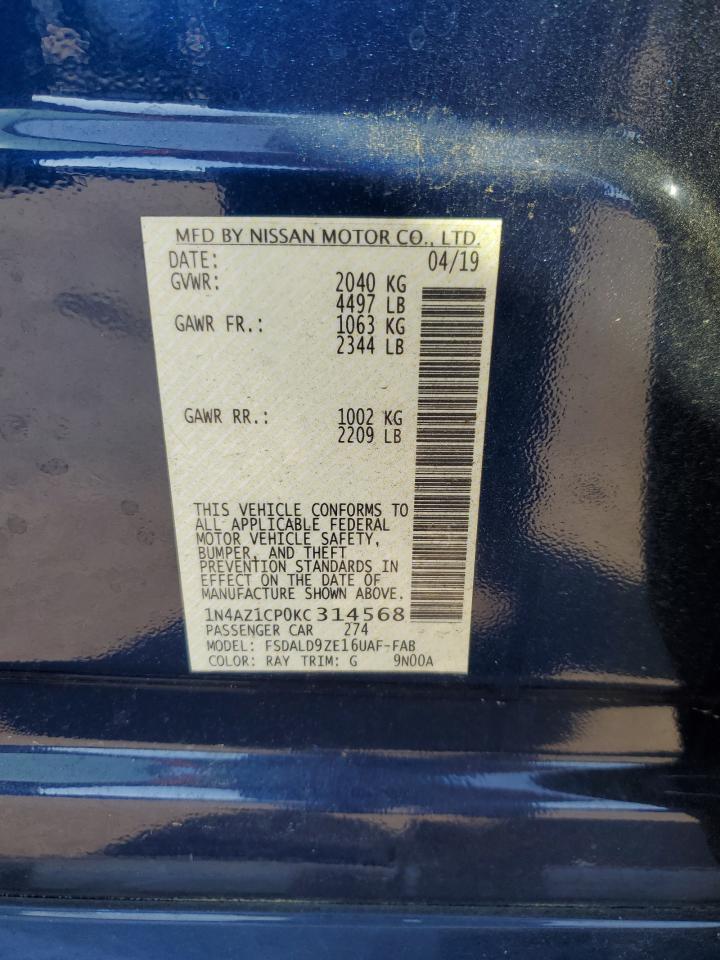 MFD BY NISSAN MOTOR CO., LTD.
DATE: 04/19
GVWR: 2040 KG
4497 LB
GAWR FR.: 1063 KG
2344 LB
GAWR RR.: 1002 KG
2209 LB
THIS VEHICLE CONFORMS TO
ALL APPLICABLE FEDERAL
MOTOR VEHICLE SAFETY,
BUMPER, AND THEFT
PREVENTION STANDARDS IN
EFFECT ON THE DATE OF
MANUFACTURE SHOWN ABOVE.
1N4AZ1CP0KC314568
PASSENGER CAR 274
MODEL: FSDALD9ZE16UAF-FAB
COLOR: RAY TRIM: G 9N00A